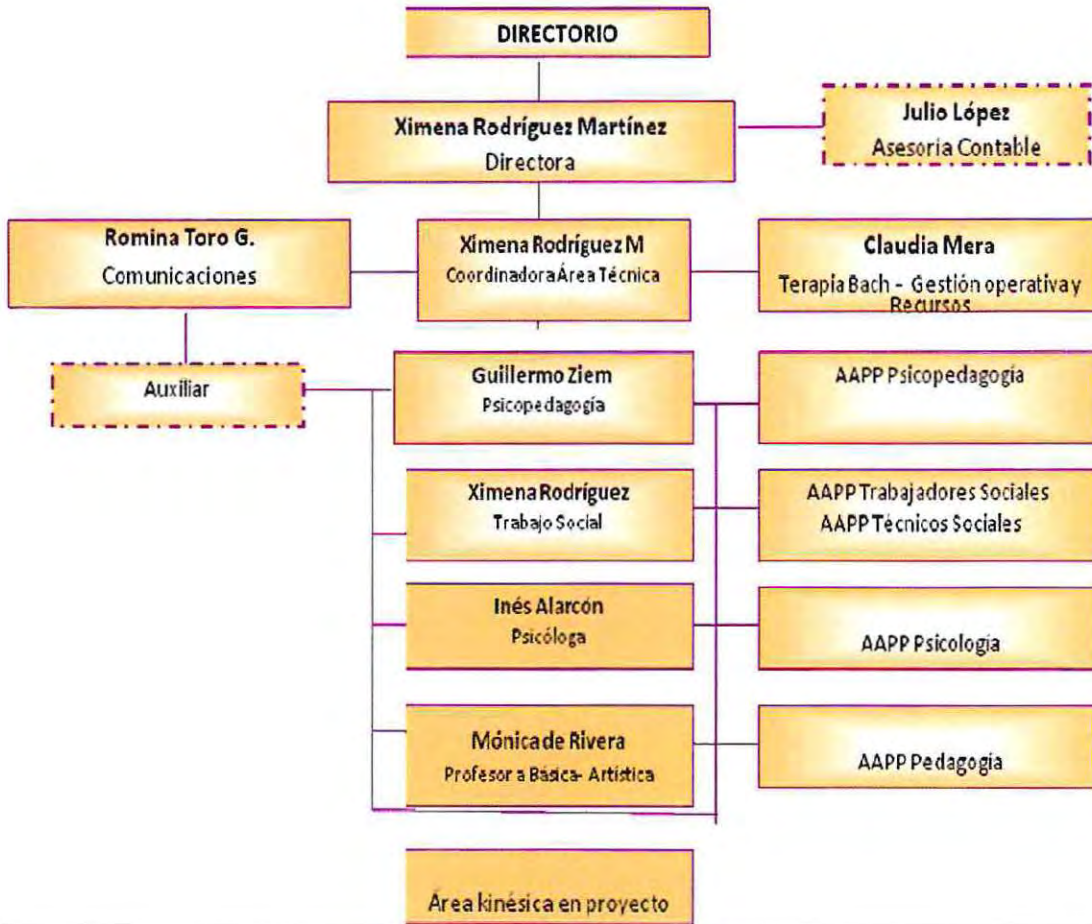 DIRECTORIO
Ximena Rodríguez Martínez
Directora
Julio López
Asesoria Contable
Romina Toro G.
Comunicaciones
Ximena Rodríguez M
Coordinadora Área Técnica
Claudia Mera
Terapia Bach - Gestión operativa y
Recursos
Auxiliar
Guillermo Ziem
Psicopedagogía
AAPP Psicopedagogía
Ximena Rodríguez
Trabajo Social
AAPP Trabajadores Sociales
AAPP Técnicos Sociales
Inés Alarcón
Psicóloga
AAPP Psicología
Mónica de Rivera
Profesora Básica- Artística
AAPP Pedagogía
Área kinésica en proyecto